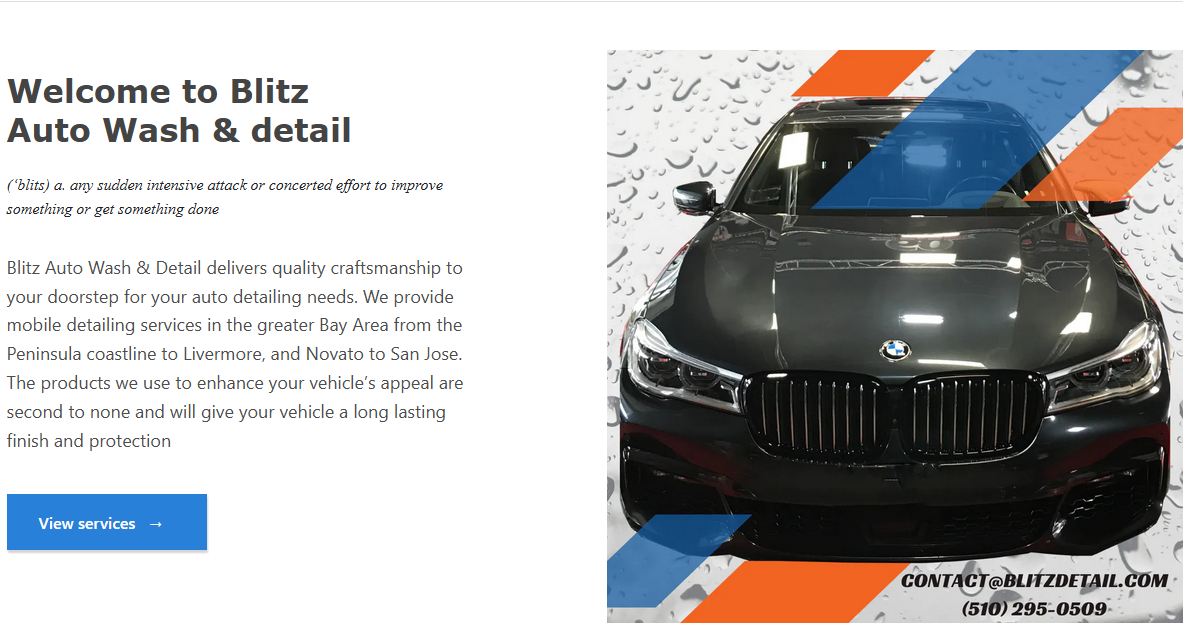 Welcome to Blitz
Auto Wash & detail
(‘blits) a. any sudden intensive attack or concerted effort to improve
something or get something done
Blitz Auto Wash & Detail delivers quality craftsmanship to
your doorstep for your auto detailing needs. We provide
mobile detailing services in the greater Bay Area from the
Peninsula coastline to Livermore, and Novato to San Jose.
The products we use to enhance your vehicle’s appeal are
second to none and will give your vehicle a long lasting
finish and protection
View services →
CONTACT@BLITZDETAIL.COM
(510) 295-0509